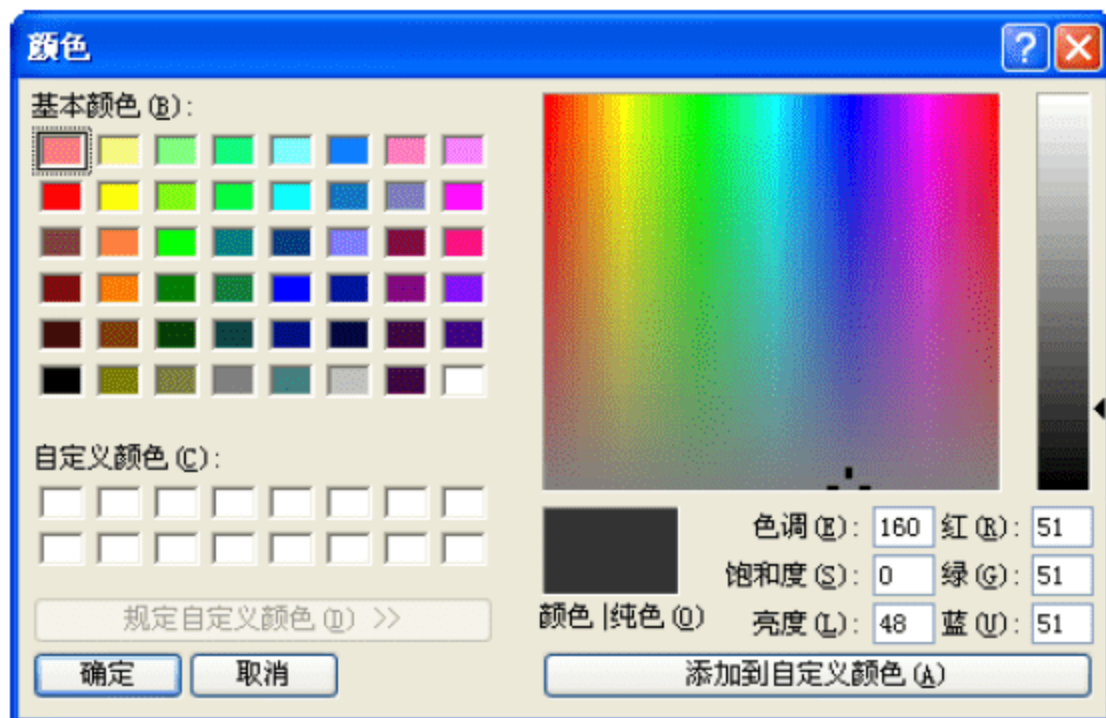 颜色
基本颜色(B):
自定义颜色(C):
规定自定义颜色(D) >>
确定 取消
颜色|纯色(O)
色调(E): 160 红(R): 51
饱和度(S): 0 绿(G): 51
亮度(L): 48 蓝(U): 51
添加到自定义颜色(A)